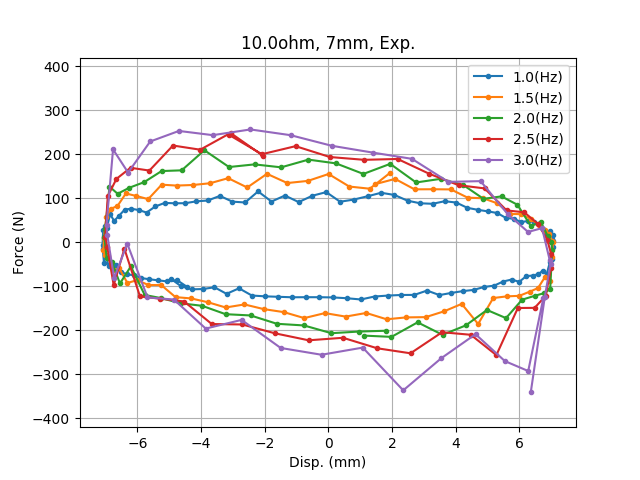 10.0ohm, 7mm, Exp.
400
300
200
100
0
−100
−200
−300
−400
Force (N)
1.0(Hz)
1.5(Hz)
2.0(Hz)
2.5(Hz)
3.0(Hz)
−6 −4 −2 0 2 4 6
Disp. (mm)